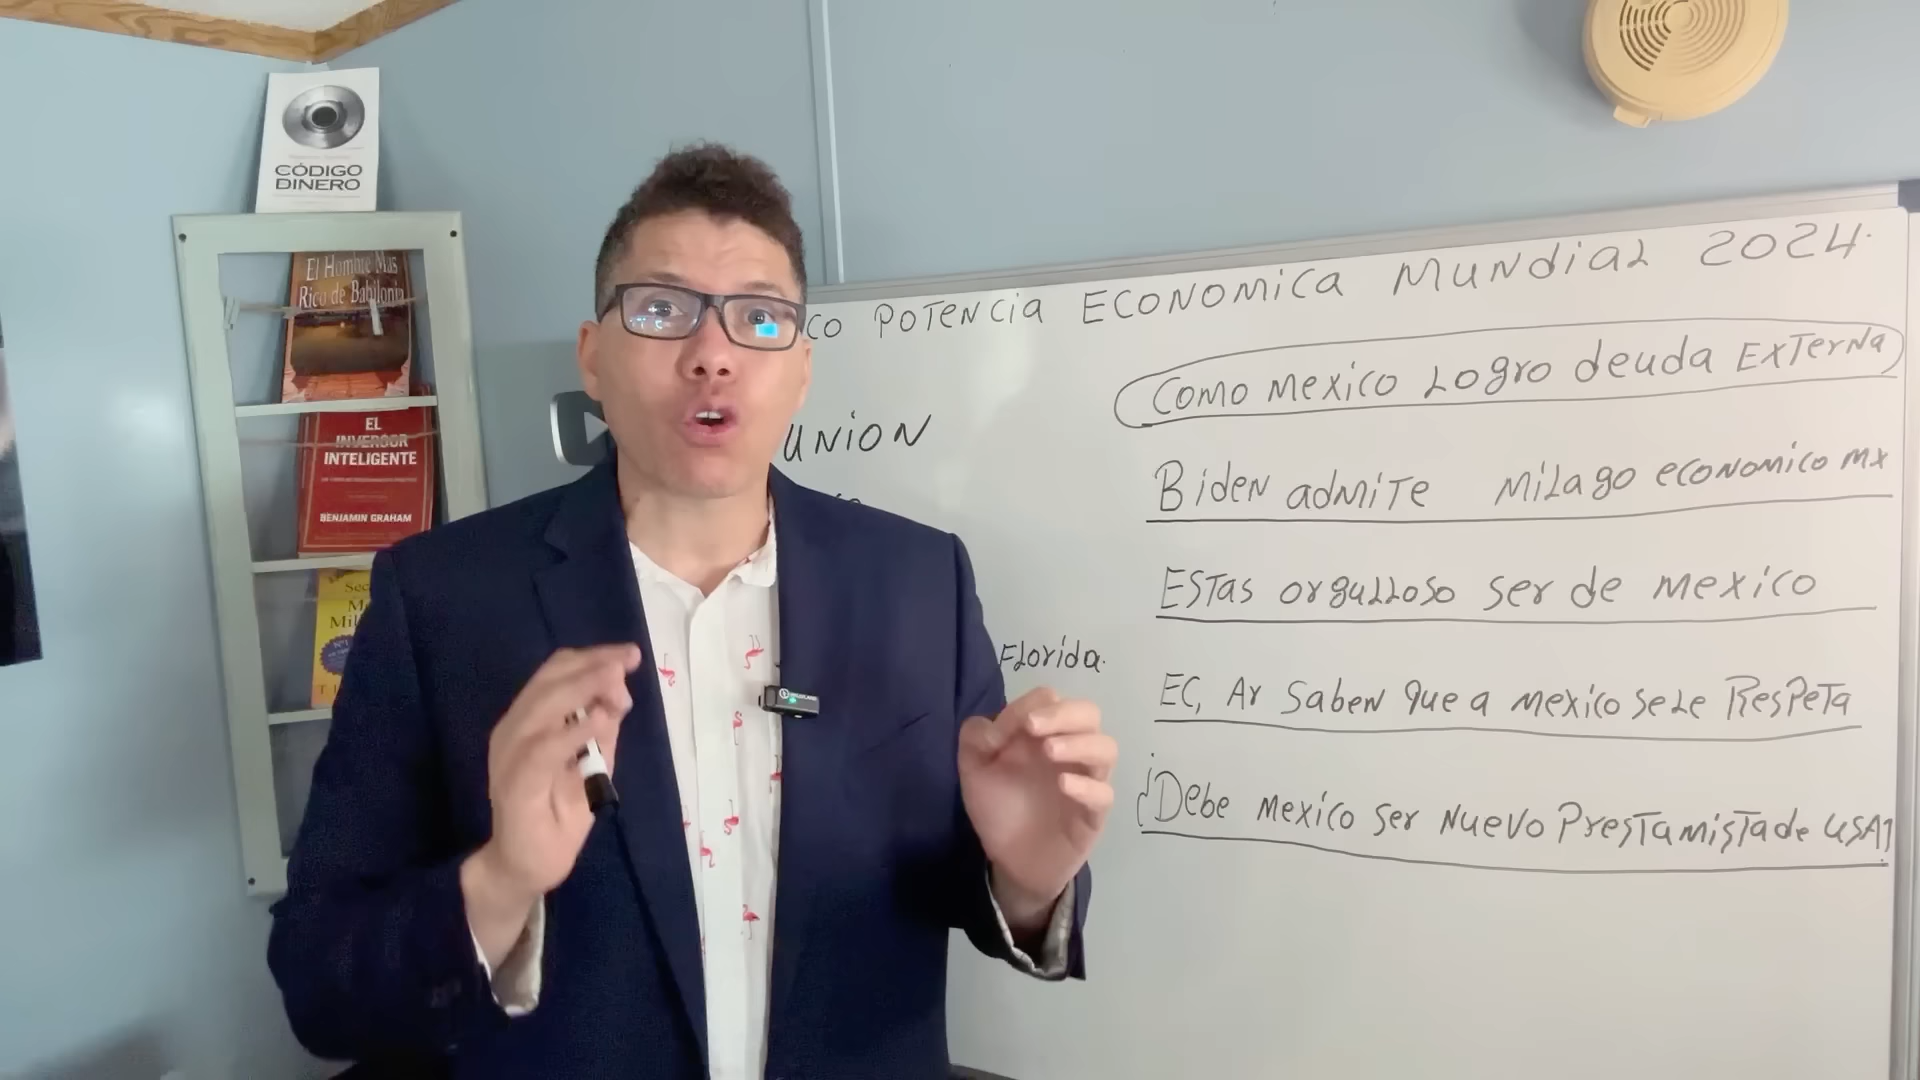 CÓDIGO
DINERO
El Hombre Mas
Rico de Babilonia
EL
INVERSOR
INTELIGENTE
BENJAMIN GRAHAM
CO POTENCIA ECONOMICA MUNDIAL 2024.
UNION
FLORIDA.
COMO MEXICO LOGRO deuda EXTERNA
BIDEN admite MILAGO ECONOMICO MX
ESTAS ORGULLOSO SER DE MEXICO
EC, Ar Saben que a MEXICO SE LE RESPETA
¿Debe MEXICO ser NUEVO PRESTAMISTA de USA?